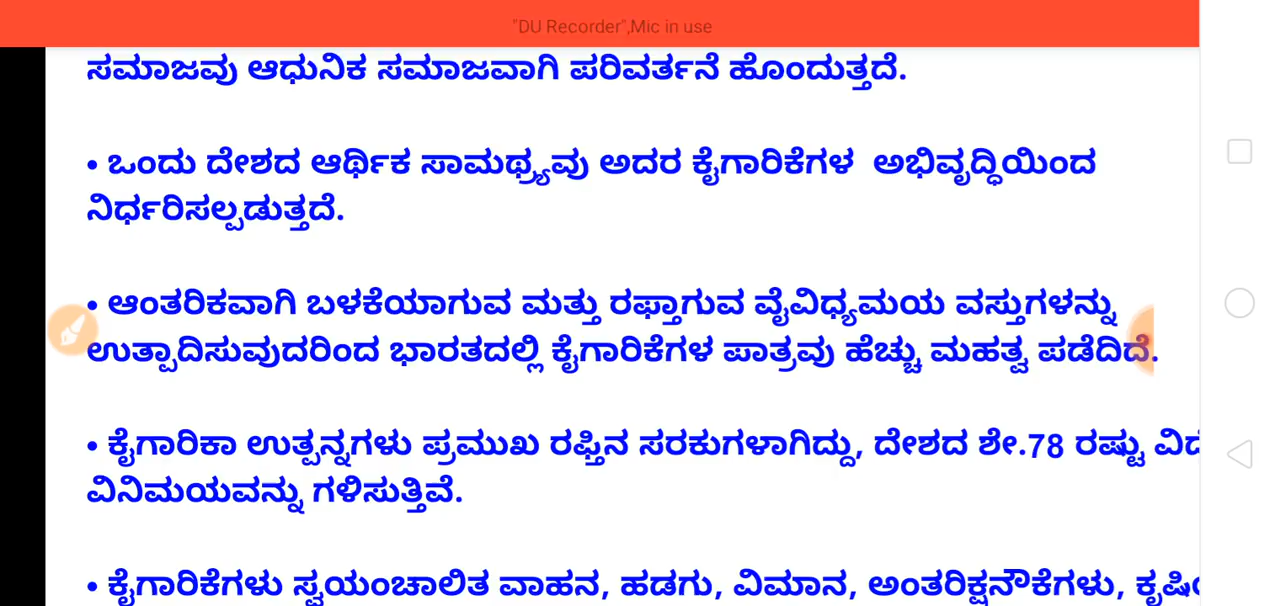 "DU Recorder",Mic in use
ಸಮಾಜವು ಆಧುನಿಕ ಸಮಾಜವಾಗಿ ಪರಿವರ್ತನೆ ಹೊಂದುತ್ತದೆ.
• ಒಂದು ದೇಶದ ಆರ್ಥಿಕ ಸಾಮರ್ಥ್ಯವು ಅದರ ಕೈಗಾರಿಕೆಗಳ ಅಭಿವೃದ್ಧಿಯಿಂದ
ನಿರ್ಧರಿಸಲ್ಪಡುತ್ತದೆ.
• ಆಂತರಿಕವಾಗಿ ಬಳಕೆಯಾಗುವ ಮತ್ತು ರಫ್ತಾಗುವ ವೈವಿಧ್ಯಮಯ ವಸ್ತುಗಳನ್ನು
ಉತ್ಪಾದಿಸುವುದರಿಂದ ಭಾರತದಲ್ಲಿ ಕೈಗಾರಿಕೆಗಳ ಪಾತ್ರವು ಹೆಚ್ಚು ಮಹತ್ವ ಪಡೆದಿದೆ.
• ಕೈಗಾರಿಕಾ ಉತ್ಪನ್ನಗಳು ಪ್ರಮುಖ ರಫ್ತಿನ ಸರಕುಗಳಾಗಿದ್ದು, ದೇಶದ ಶೇ.78 ರಷ್ಟು
ವಿನಿಮಯವನ್ನು ಗಳಿಸುತ್ತಿವೆ.
• ಕೈಗಾರಿಕೆಗಳು ಸ್ವಯಂಚಾಲಿತ ವಾಹನ, ಹಡಗು, ವಿಮಾನ, ಅಂತರಿಕ್ಷನೌಕೆಗಳು,